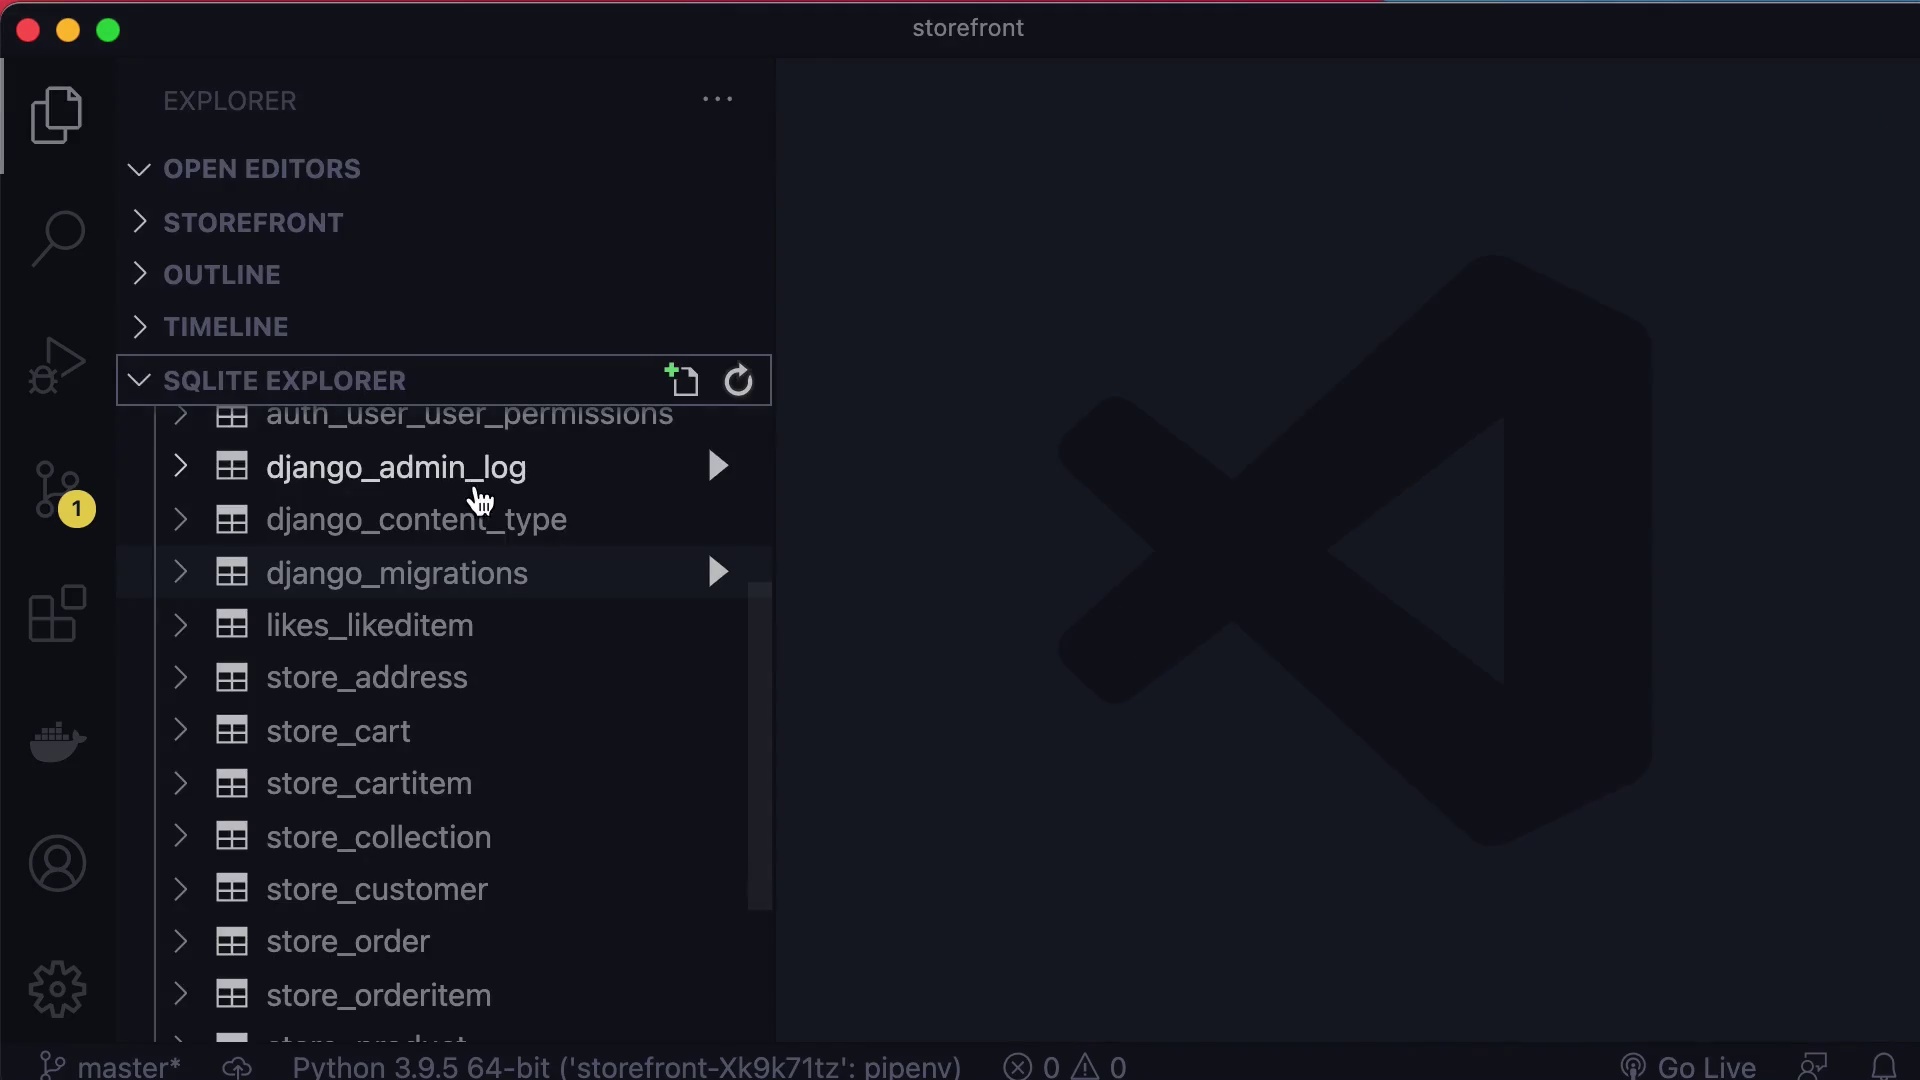 storefront
EXPLORER
OPEN EDITORS
STOREFRONT
OUTLINE
TIMELINE
SQLITE EXPLORER
auth_user_user_permissions
django_admin_log
django_content_type
django_migrations
likes_likeditem
store_address
store_cart
store_cartitem
store_collection
store_customer
store_order
store_orderitem
store_product
1
master* Python 3.9.5 64-bit ('storefront-Xk9k71tz': pipenv) 0 0 Go Live